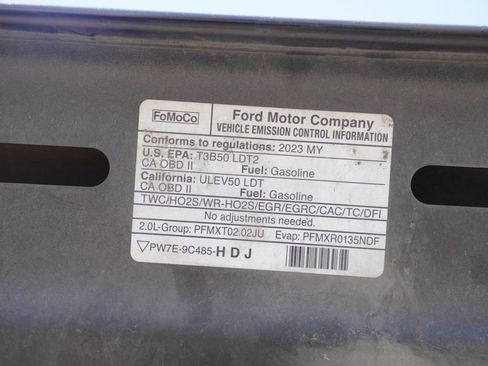 FoMoCo
Ford Motor Company
VEHICLE EMISSION CONTROL INFORMATION
Conforms to regulations: 2023 MY
U.S. EPA: T3B50 LDT2
CA OBD II Fuel: Gasoline
California: ULEV50 LDT
CA OBD II Fuel: Gasoline
TWC/HO2S/WR-HO2S/EGR/EGRC/CAC/TC/DFI
No adjustments needed.
2.0L-Group: PFMXT02.02JU Evap: PFMXR0135NDF
▽PW7E-9C485-H D J